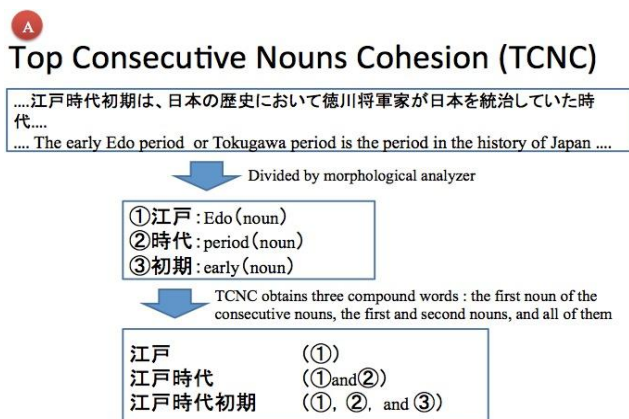 A
Top Consecutive Nouns Cohesion (TCNC)
....江戸時代初期は、日本の歴史において徳川将軍家が日本を統治していた時
代....
.... The early Edo period or Tokugawa period is the period in the history of Japan ....
Divided by morphological analyzer
①江戸:Edo(noun)
②時代:period(noun)
③初期:early(noun)
TCNC obtains three compound words : the first noun of the
consecutive nouns, the first and second nouns, and all of them
江戸 (①)
江戸時代 (①and②)
江戸時代初期 (①, ②, and ③)